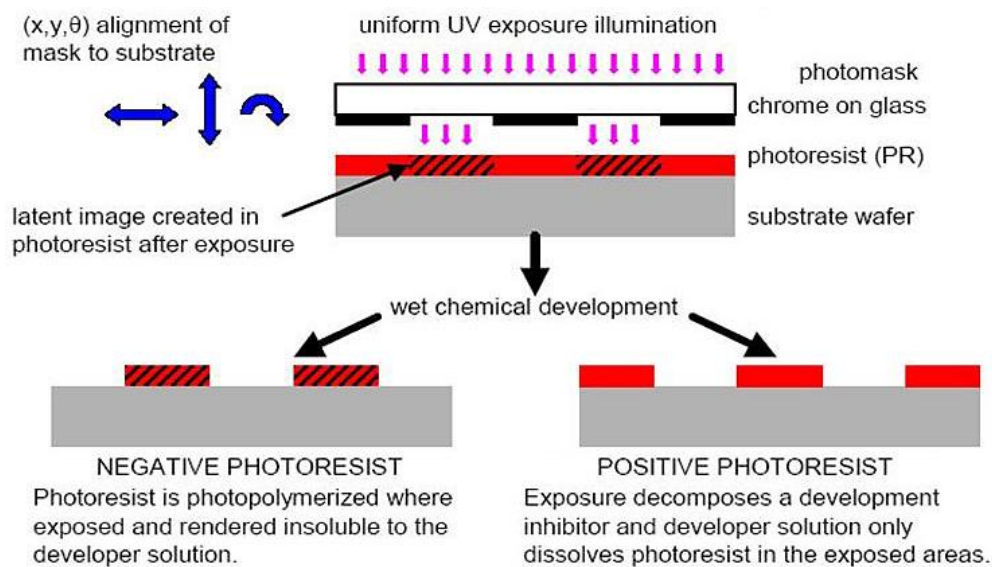 (x,y,θ) alignment of
mask to substrate
uniform UV exposure illumination
photomask
chrome on glass
photoresist (PR)
latent image created in
photoresist after exposure
substrate wafer
wet chemical development
NEGATIVE PHOTORESIST
Photoresist is photopolymerized where
exposed and rendered insoluble to the
developer solution.
POSITIVE PHOTORESIST
Exposure decomposes a development
inhibitor and developer solution only
dissolves photoresist in the exposed areas.